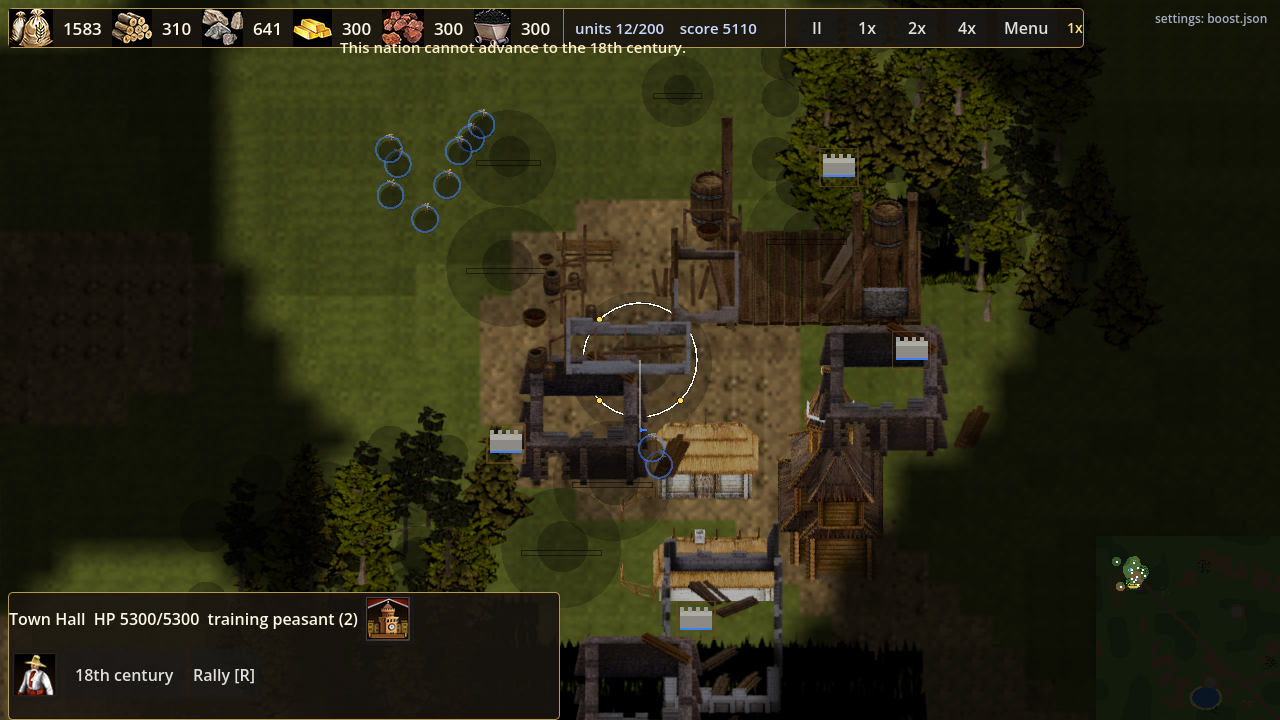 1583 310 641 300 300 300 units 12/200 score 5110 II 1x 2x 4x Menu 1x
settings: boost.json
This nation cannot advance to the 18th century.
Town Hall HP 5300/5300 training peasant (2)
18th century Rally [R]